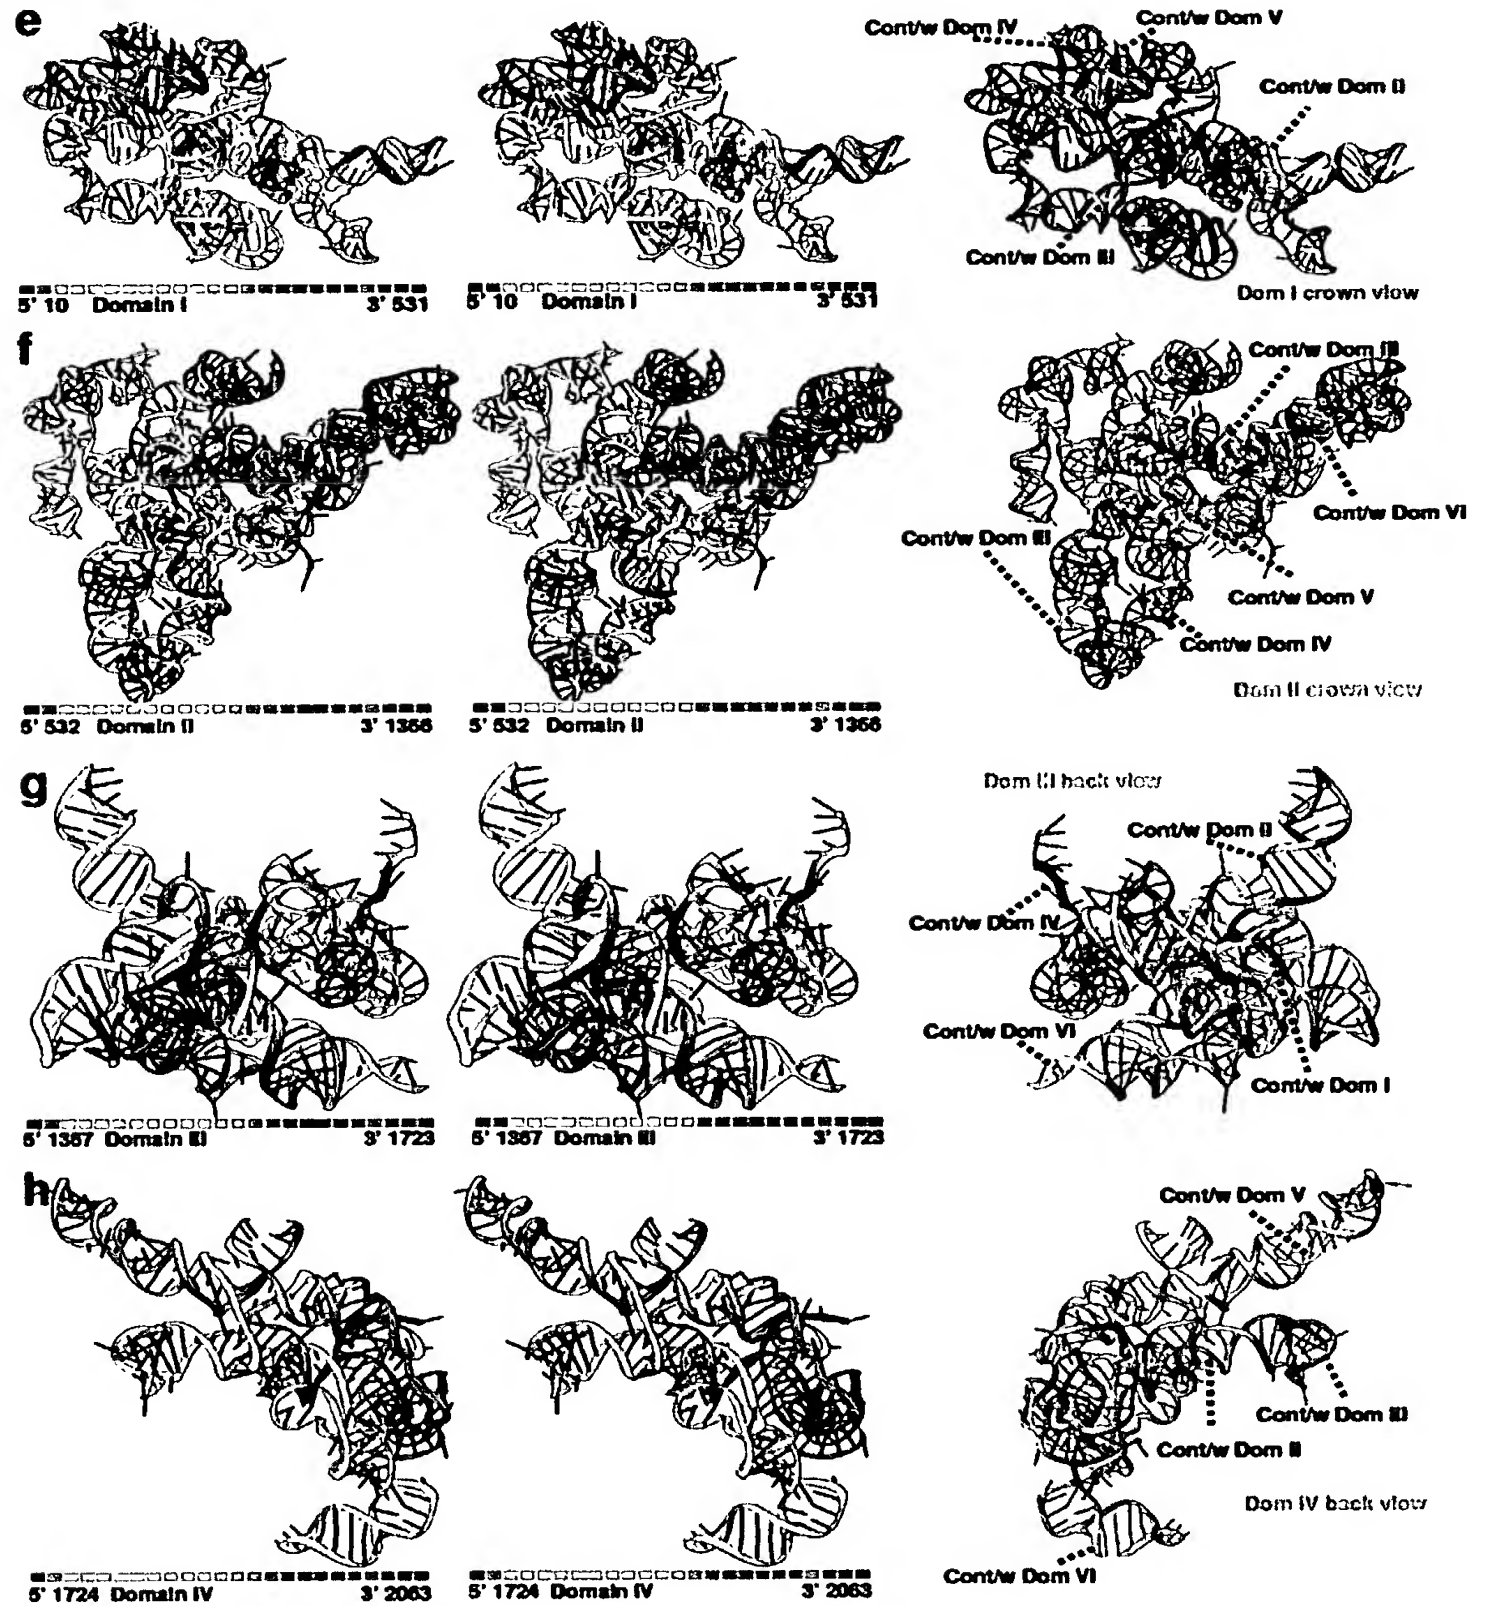 e
Cont/w Dom IV
Cont/w Dom V
Cont/w Dom II
Cont/w Dom III
Dom I crown view
5' 10 Domain I 3' 531
5' 10 Domain I 3' 531
f
Cont/w Dom III
Cont/w Dom VI
Cont/w Dom III
Cont/w Dom V
Cont/w Dom IV
Dom II crown view
5' 532 Domain II 3' 1366
5' 532 Domain II 3' 1366
g
Dom III back view
Cont/w Dom II
Cont/w Dom IV
Cont/w Dom VI
Cont/w Dom I
5' 1367 Domain III 3' 1723
5' 1367 Domain III 3' 1723
h
Cont/w Dom V
Cont/w Dom III
Cont/w Dom II
Dom IV back view
Cont/w Dom VI
5' 1724 Domain IV 3' 2063
5' 1724 Domain IV 3' 2063